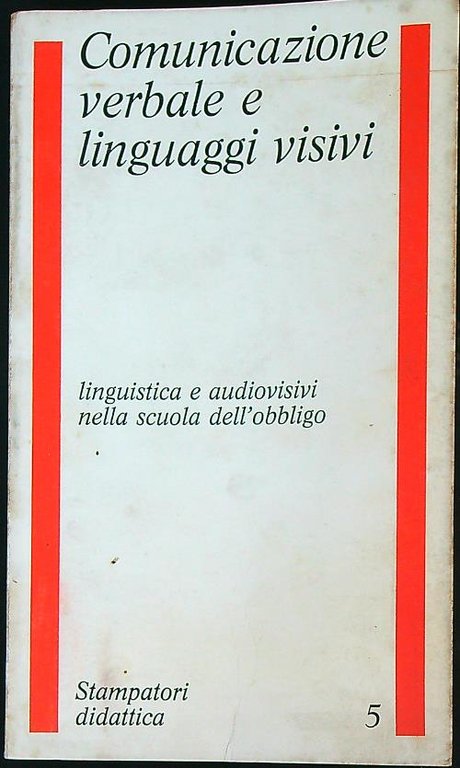 Comunicazione
verbale e
linguaggi visivi
linguistica e audiovisivi
nella scuola dell'obbligo
Stampatori
didattica
5